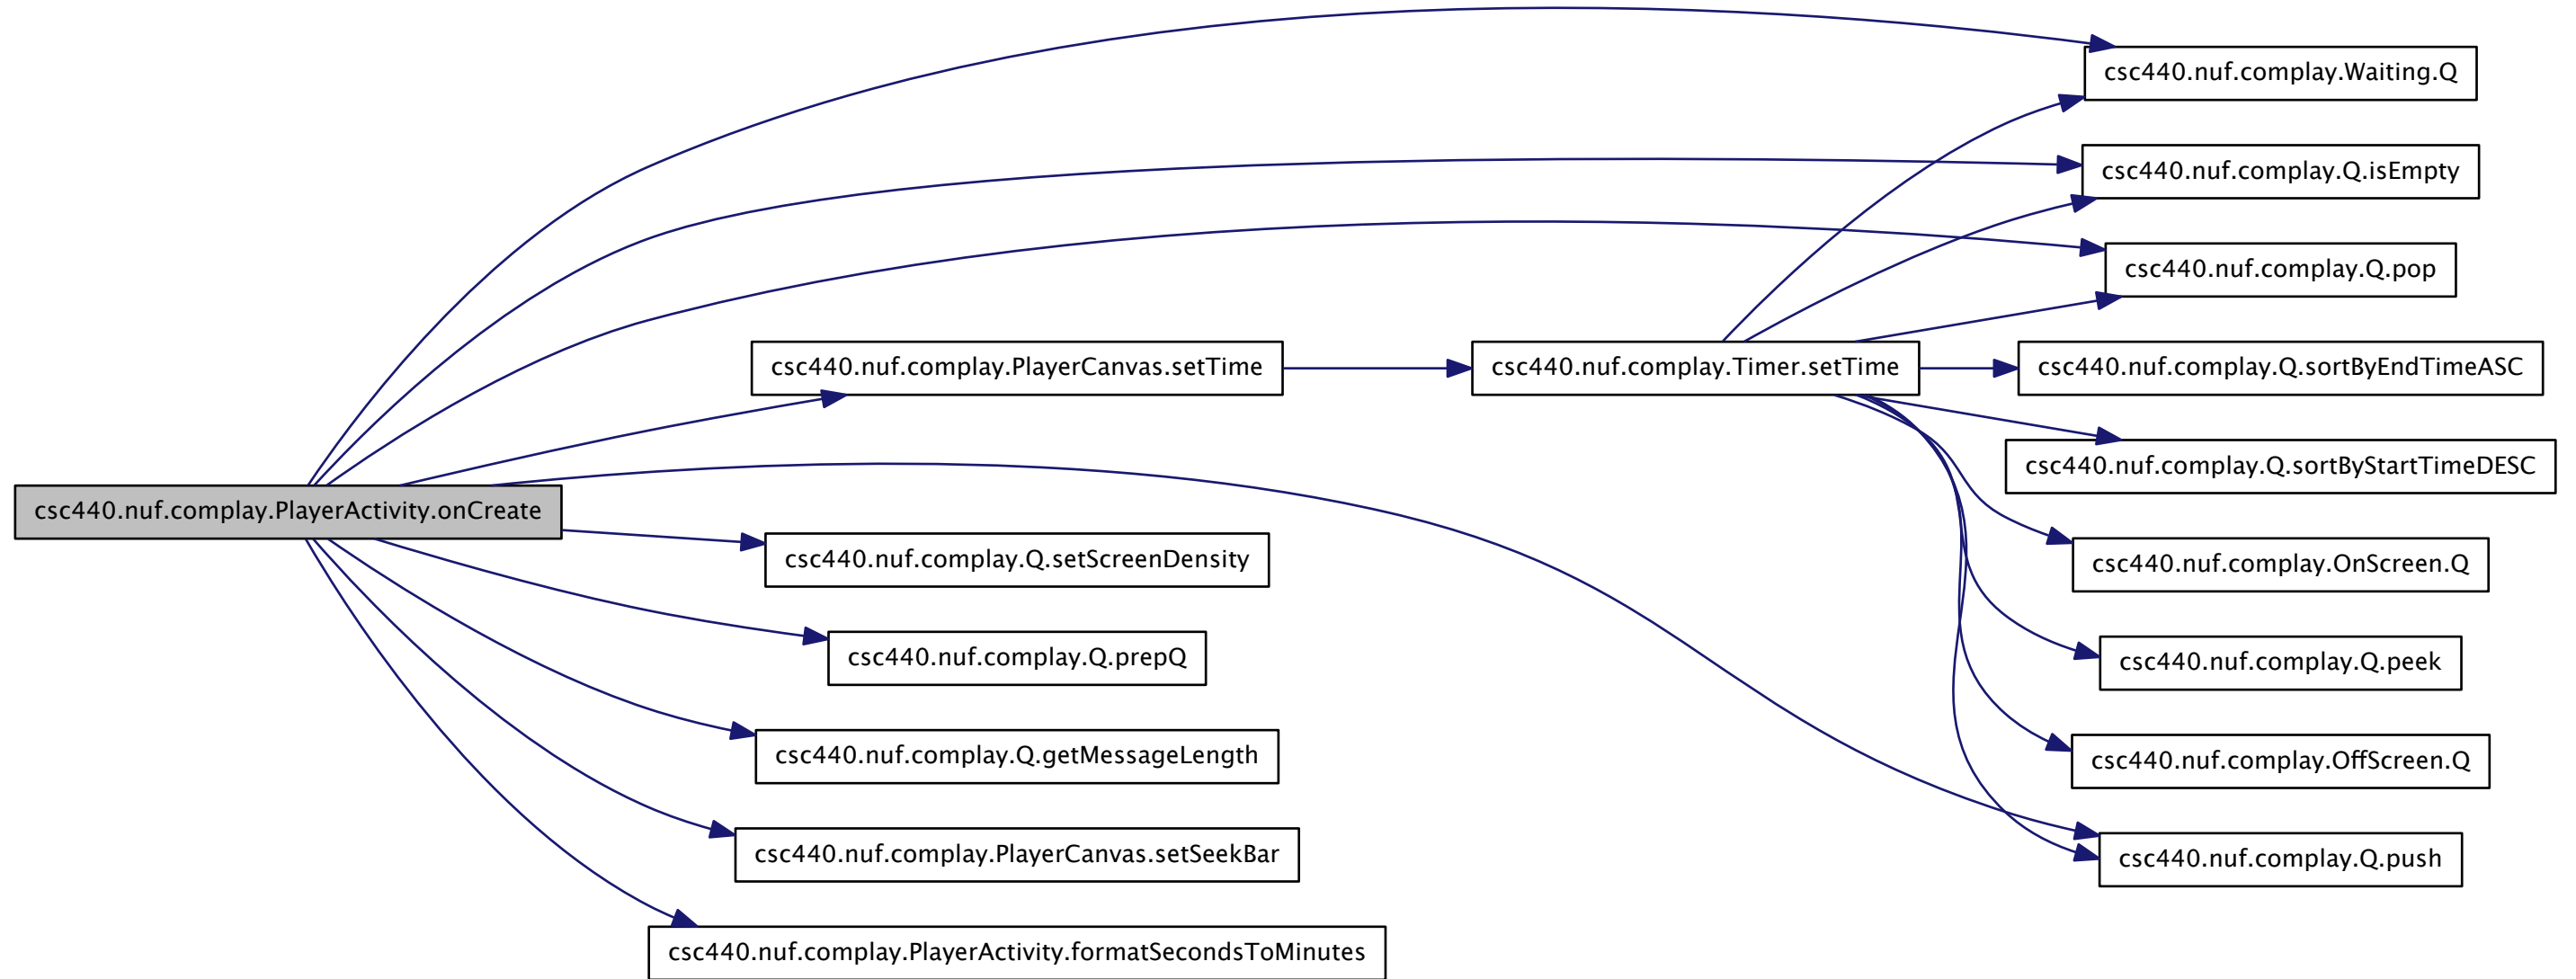 csc440.nuf.complay.Waiting.Q
csc440.nuf.complay.Q.isEmpty
csc440.nuf.complay.Q.pop
csc440.nuf.complay.PlayerCanvas.setTime
csc440.nuf.complay.Timer.setTime
csc440.nuf.complay.Q.sortByEndTimeASC
csc440.nuf.complay.Q.sortByStartTimeDESC
csc440.nuf.complay.PlayerActivity.onCreate
csc440.nuf.complay.Q.setScreenDensity
csc440.nuf.complay.OnScreen.Q
csc440.nuf.complay.Q.prepQ
csc440.nuf.complay.Q.peek
csc440.nuf.complay.Q.getMessageLength
csc440.nuf.complay.OffScreen.Q
csc440.nuf.complay.PlayerCanvas.setSeekBar
csc440.nuf.complay.Q.push
csc440.nuf.complay.PlayerActivity.formatSecondsToMinutes